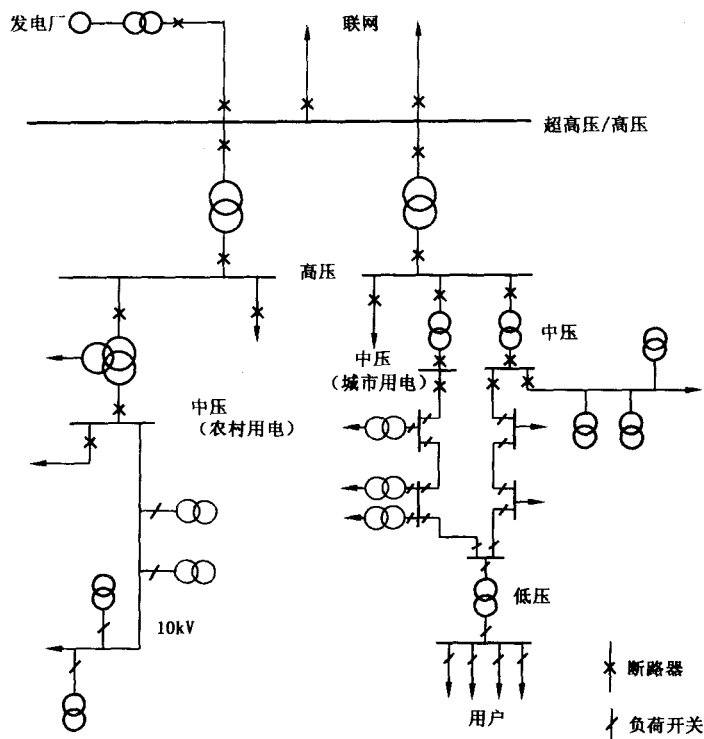 发电厂
联网
超高压/高压
高压
中压
中压
（城市用电）
中压
（农村用电）
10kV
低压
用户
断路器
负荷开关